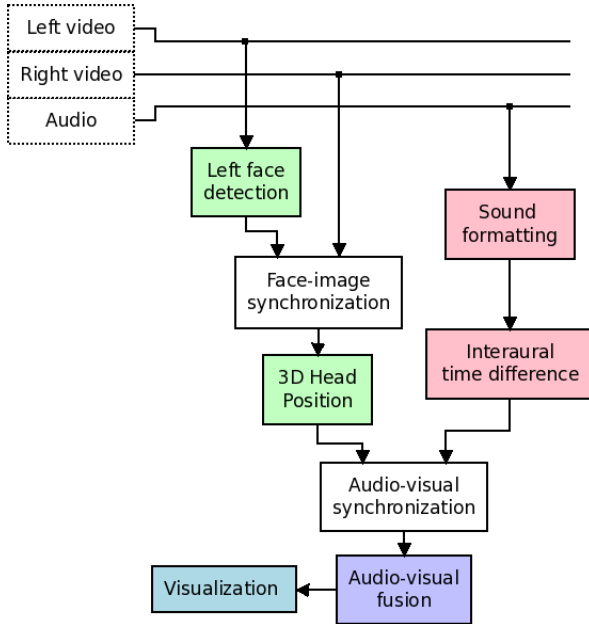 Left video
Right video
Audio
Left face
detection
Sound
formatting
Face-image
synchronization
Interaural
time difference
3D Head
Position
Audio-visual
synchronization
Visualization
Audio-visual
fusion